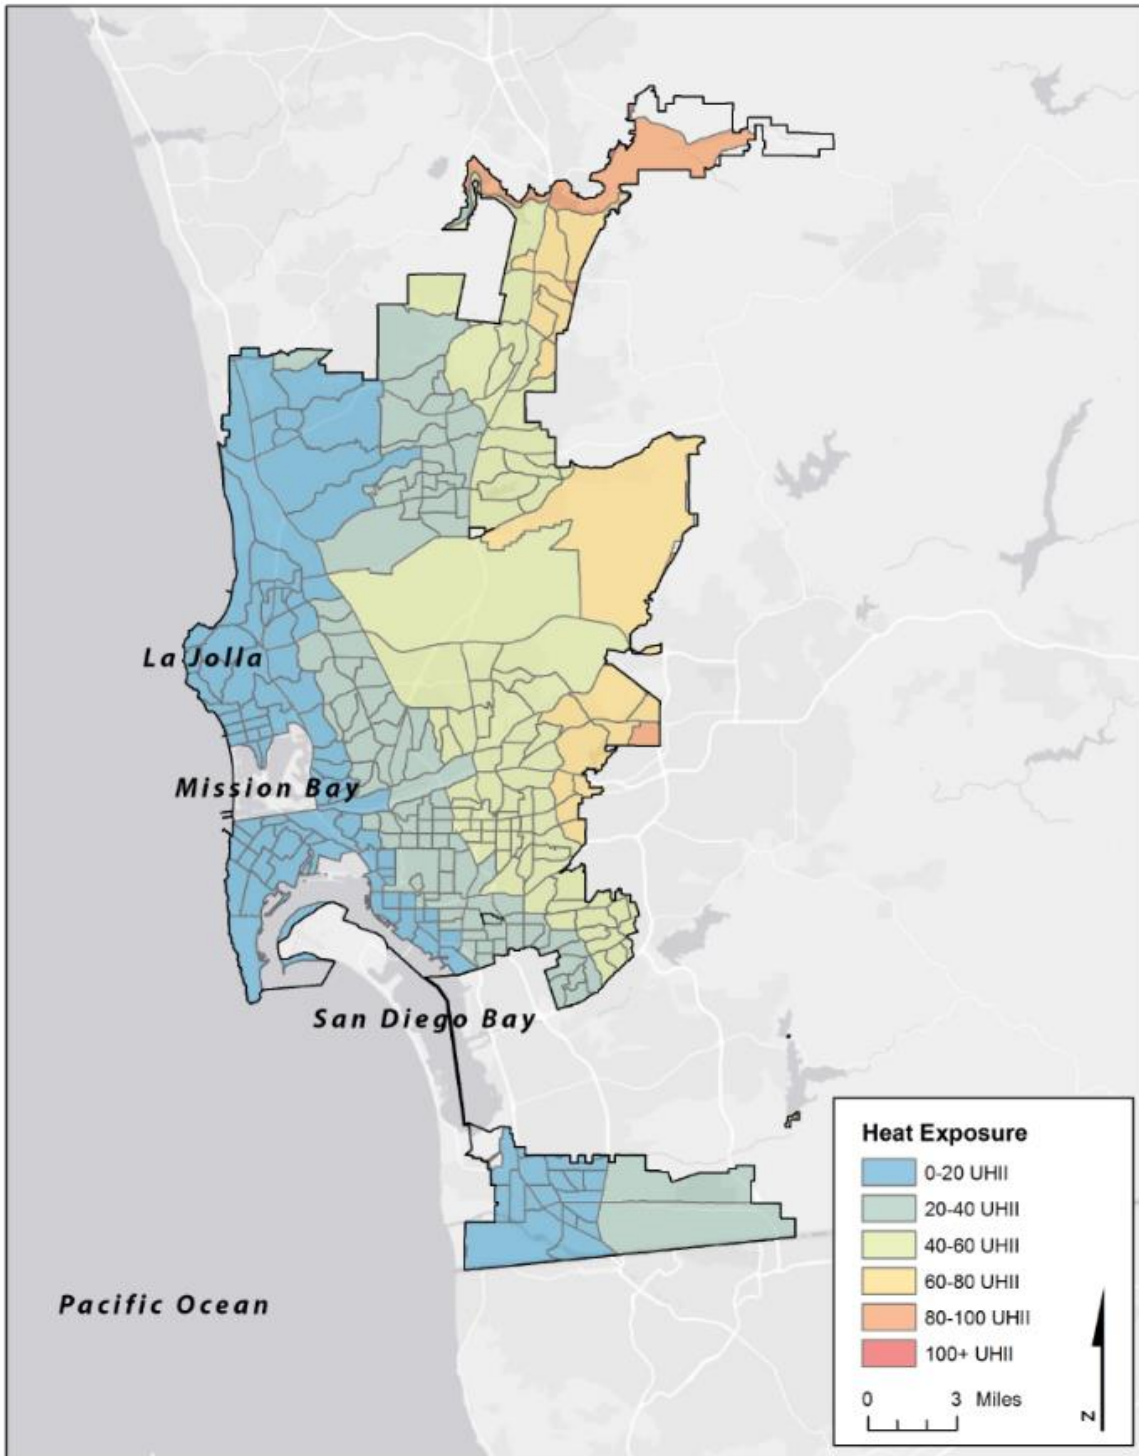 La Jolla
Mission Bay
San Diego Bay
Pacific Ocean
Heat Exposure
0-20 UHII
20-40 UHII
40-60 UHII
60-80 UHII
80-100 UHII
100+ UHII
0 3 Miles
N